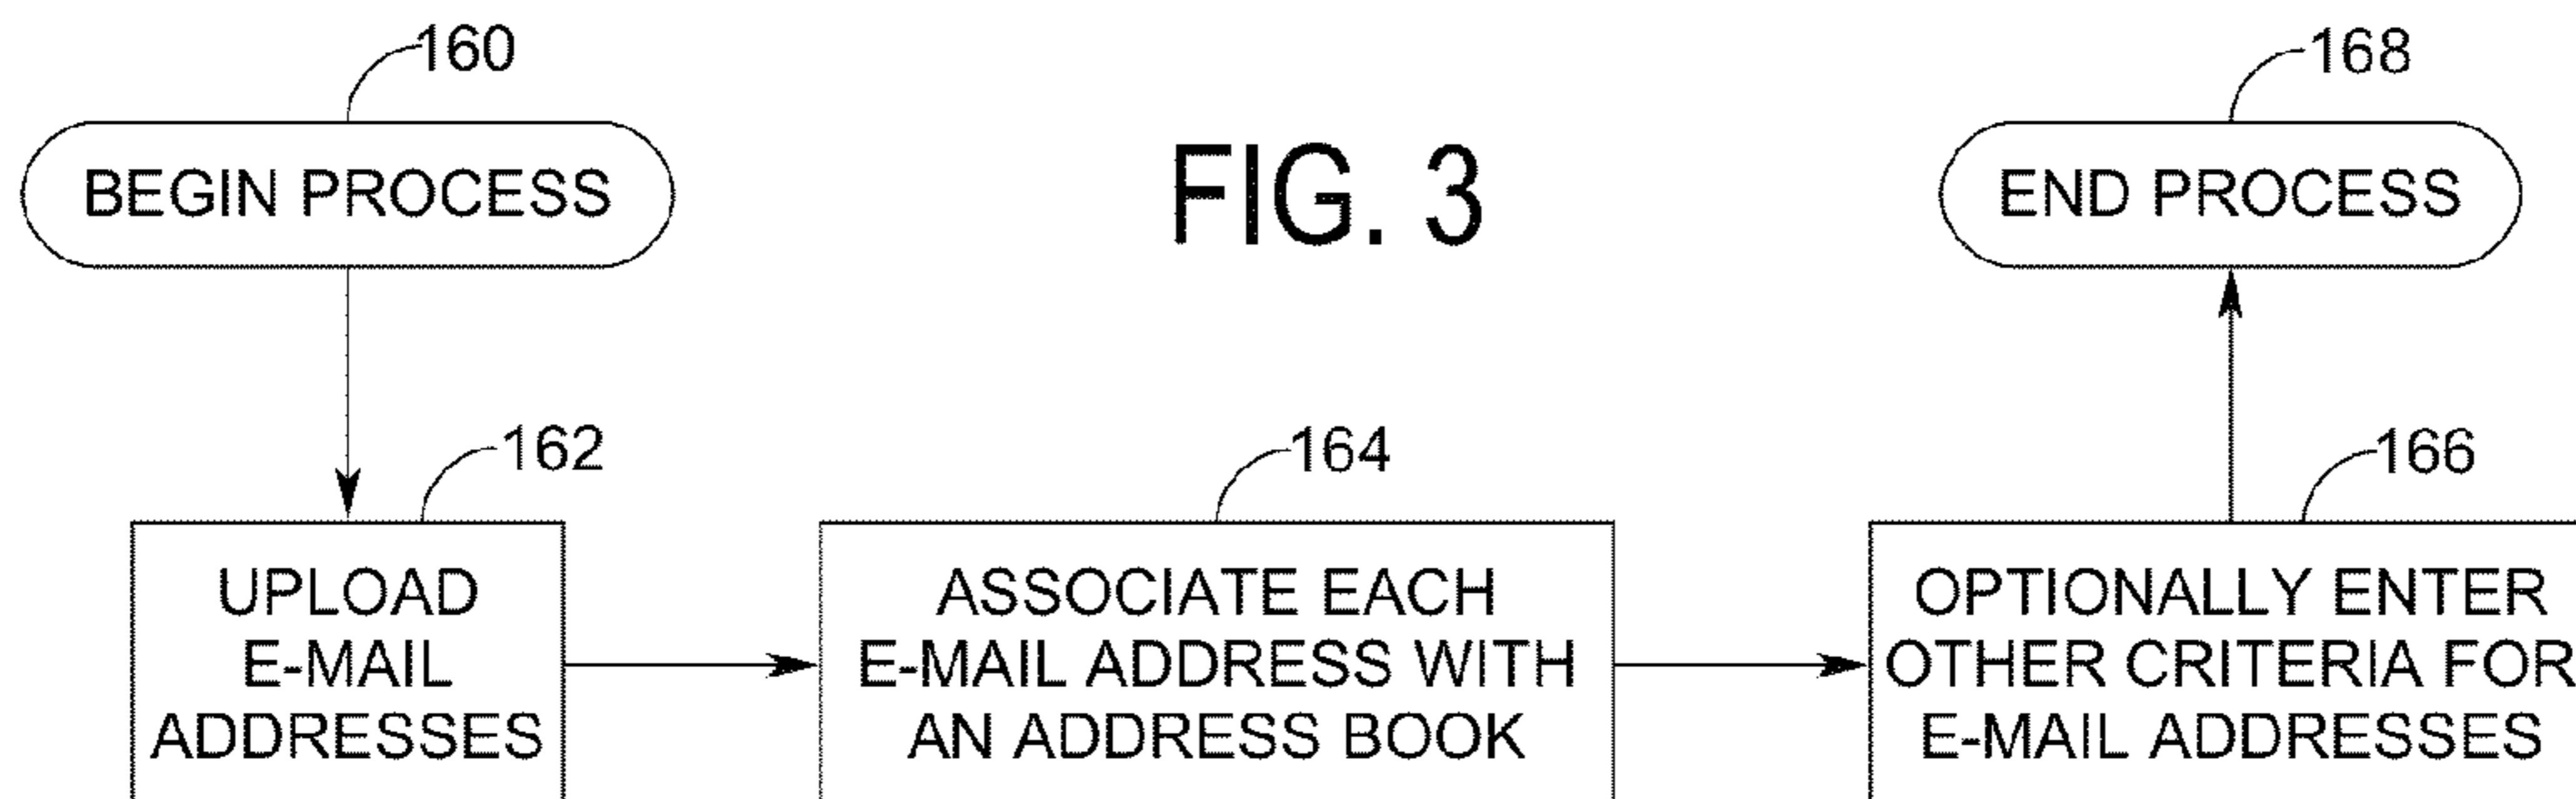 160
BEGIN PROCESS
FIG. 3
168
END PROCESS
162
UPLOAD
E-MAIL
ADDRESSES
164
ASSOCIATE EACH
E-MAIL ADDRESS WITH
AN ADDRESS BOOK
166
OPTIONALLY ENTER
OTHER CRITERIA FOR
E-MAIL ADDRESSES